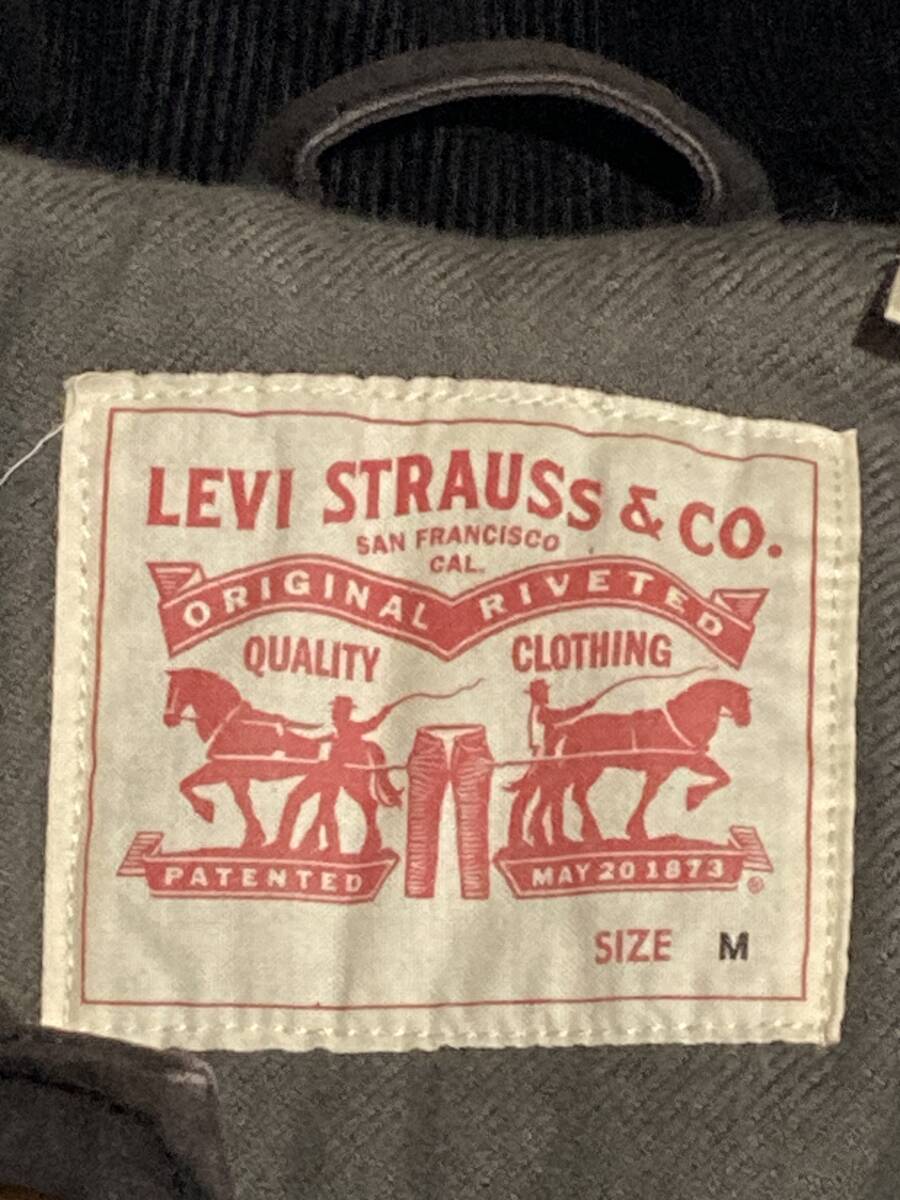 LEVI STRAUSS & CO.
SAN FRANCISCO
CAL.
ORIGINAL RIVETED
QUALITY CLOTHING
PATENTED MAY 20 1873 ®
SIZE M